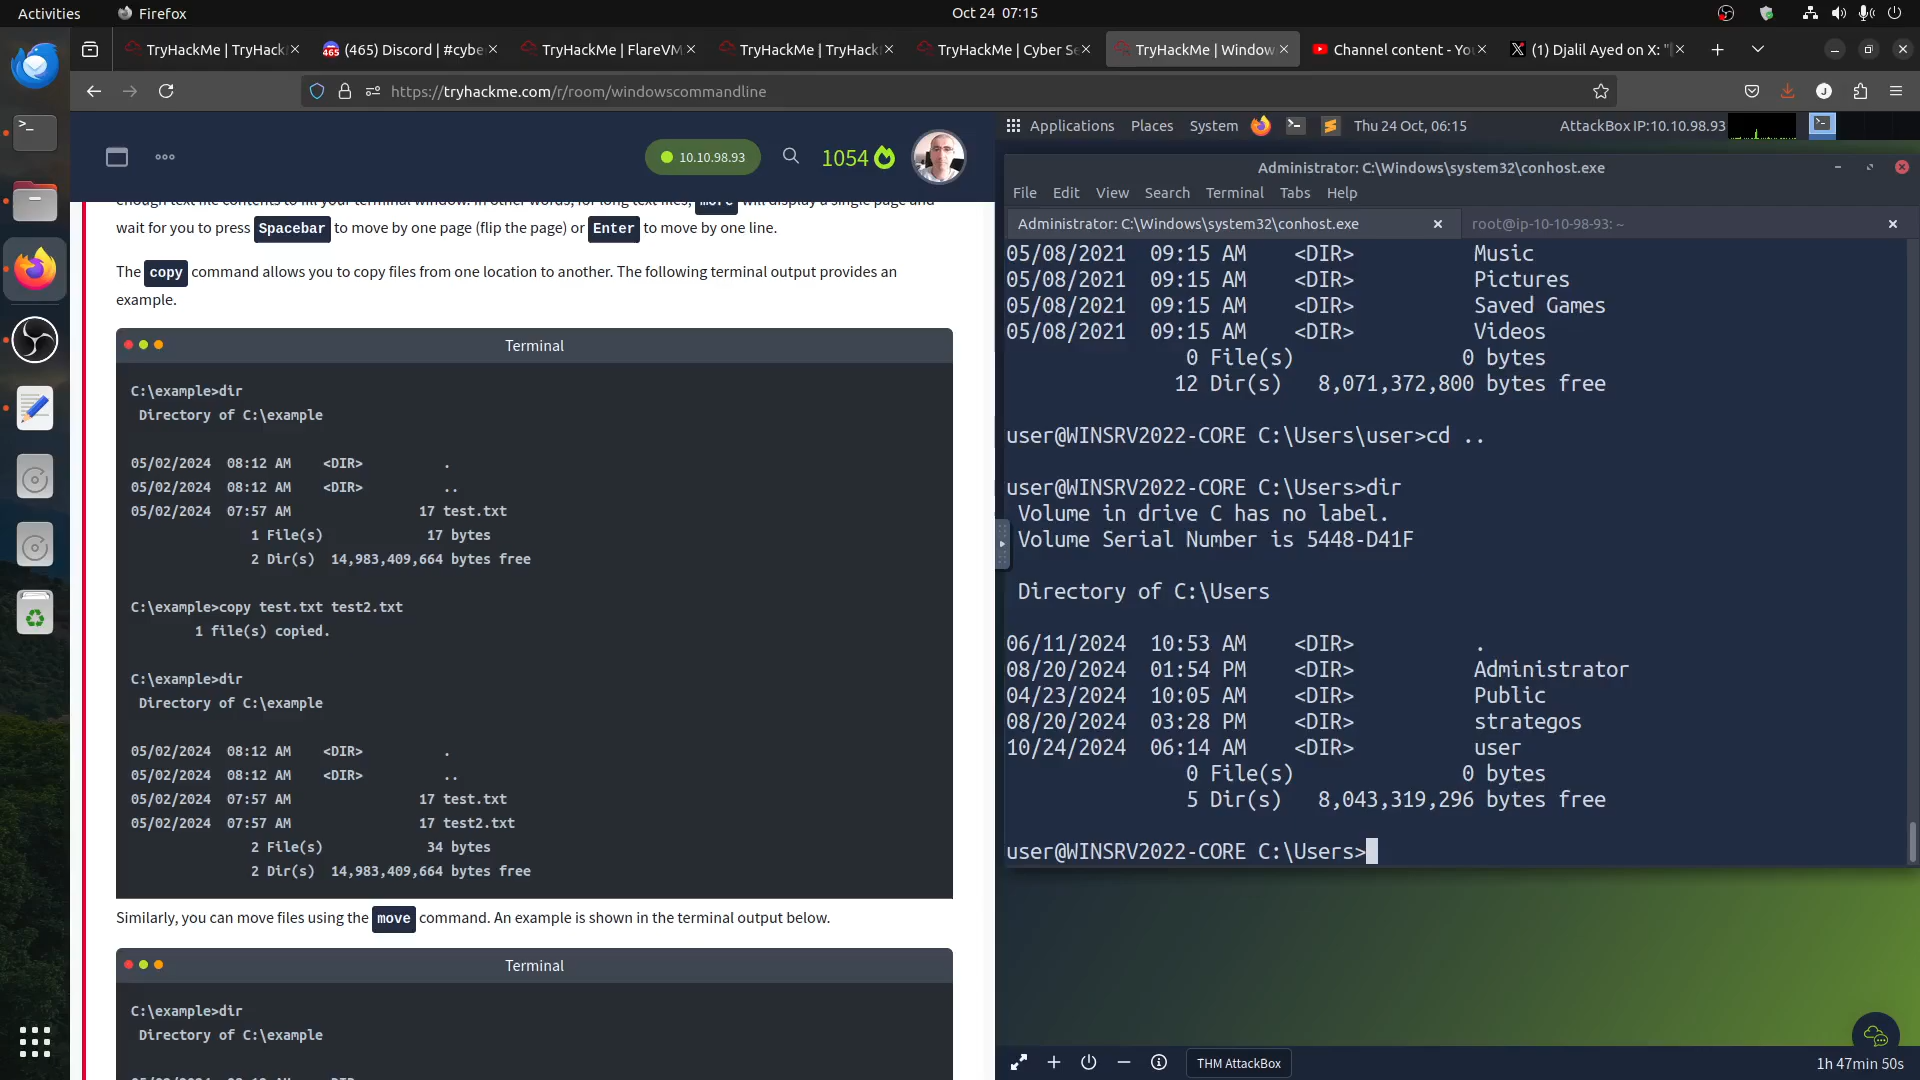 Activities
Firefox
Oct 24 07:15
TryHackMe | TryHack
465
(465) Discord | #cybe
TryHackMe | FlareVM
TryHackMe | TryHack
TryHackMe | Cyber Se
TryHackMe | Window
Channel content - You
(1) Djalil Ayed on X: "
https://tryhackme.com/r/room/windowscommandline
J
10.10.98.93
1054
wait for you to press Spacebar to move by one page (flip the page) or Enter to move by one line.
The copy command allows you to copy files from one location to another. The following terminal output provides an
example.
Terminal
C:\example>dir
Directory of C:\example
05/02/2024 08:12 AM <DIR> .
05/02/2024 08:12 AM <DIR> ..
05/02/2024 07:57 AM 17 test.txt
1 File(s) 17 bytes
2 Dir(s) 14,983,409,664 bytes free
C:\example>copy test.txt test2.txt
1 file(s) copied.
C:\example>dir
Directory of C:\example
05/02/2024 08:12 AM <DIR> .
05/02/2024 08:12 AM <DIR> ..
05/02/2024 07:57 AM 17 test.txt
05/02/2024 07:57 AM 17 test2.txt
2 File(s) 34 bytes
2 Dir(s) 14,983,409,664 bytes free
Similarly, you can move files using the move command. An example is shown in the terminal output below.
Terminal
C:\example>dir
Directory of C:\example
Applications
Places
System
Thu 24 Oct, 06:15
AttackBox IP:10.10.98.93
Administrator: C:\Windows\system32\conhost.exe
File Edit View Search Terminal Tabs Help
Administrator: C:\Windows\system32\conhost.exe
root@ip-10-10-98-93: ~
05/08/2021 09:15 AM <DIR> Music
05/08/2021 09:15 AM <DIR> Pictures
05/08/2021 09:15 AM <DIR> Saved Games
05/08/2021 09:15 AM <DIR> Videos
0 File(s) 0 bytes
12 Dir(s) 8,071,372,800 bytes free
user@WINSRV2022-CORE C:\Users\user>cd ..
user@WINSRV2022-CORE C:\Users>dir
Volume in drive C has no label.
Volume Serial Number is 5448-D41F
Directory of C:\Users
06/11/2024 10:53 AM <DIR> .
08/20/2024 01:54 PM <DIR> Administrator
04/23/2024 10:05 AM <DIR> Public
08/20/2024 03:28 PM <DIR> strategos
10/24/2024 06:14 AM <DIR> user
0 File(s) 0 bytes
5 Dir(s) 8,043,319,296 bytes free
user@WINSRV2022-CORE C:\Users>
THM AttackBox
1h 47min 50s